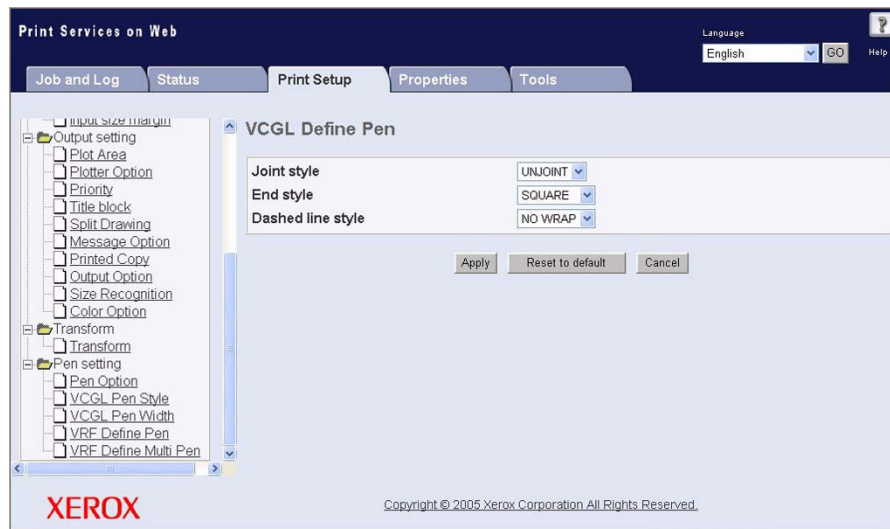 Print Services on Web
Language
English
GO
?
Help
Job and Log
Status
Print Setup
Properties
Tools
Input size margin
Output setting
Plot Area
Plotter Option
Priority
Title block
Split Drawing
Message Option
Printed Copy
Output Option
Size Recognition
Color Option
Transform
Transform
Pen setting
Pen Option
VCGL Pen Style
VCGL Pen Width
VRF Define Pen
VRF Define Multi Pen
VCGL Define Pen
Joint style UNJOINT
End style SQUARE
Dashed line style NO WRAP
Apply Reset to default Cancel
XEROX
Copyright © 2005 Xerox Corporation All Rights Reserved.